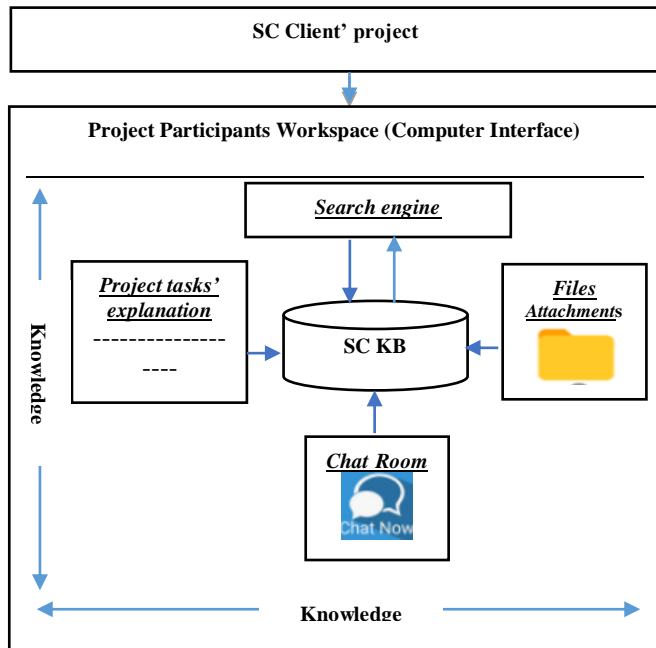 SC Client’ project
Project Participants Workspace (Computer Interface)
Search engine
Project tasks’
explanation
------------------
----
Files
Attachments
SC KB
Knowledge
Chat Room
Chat Now
Knowledge